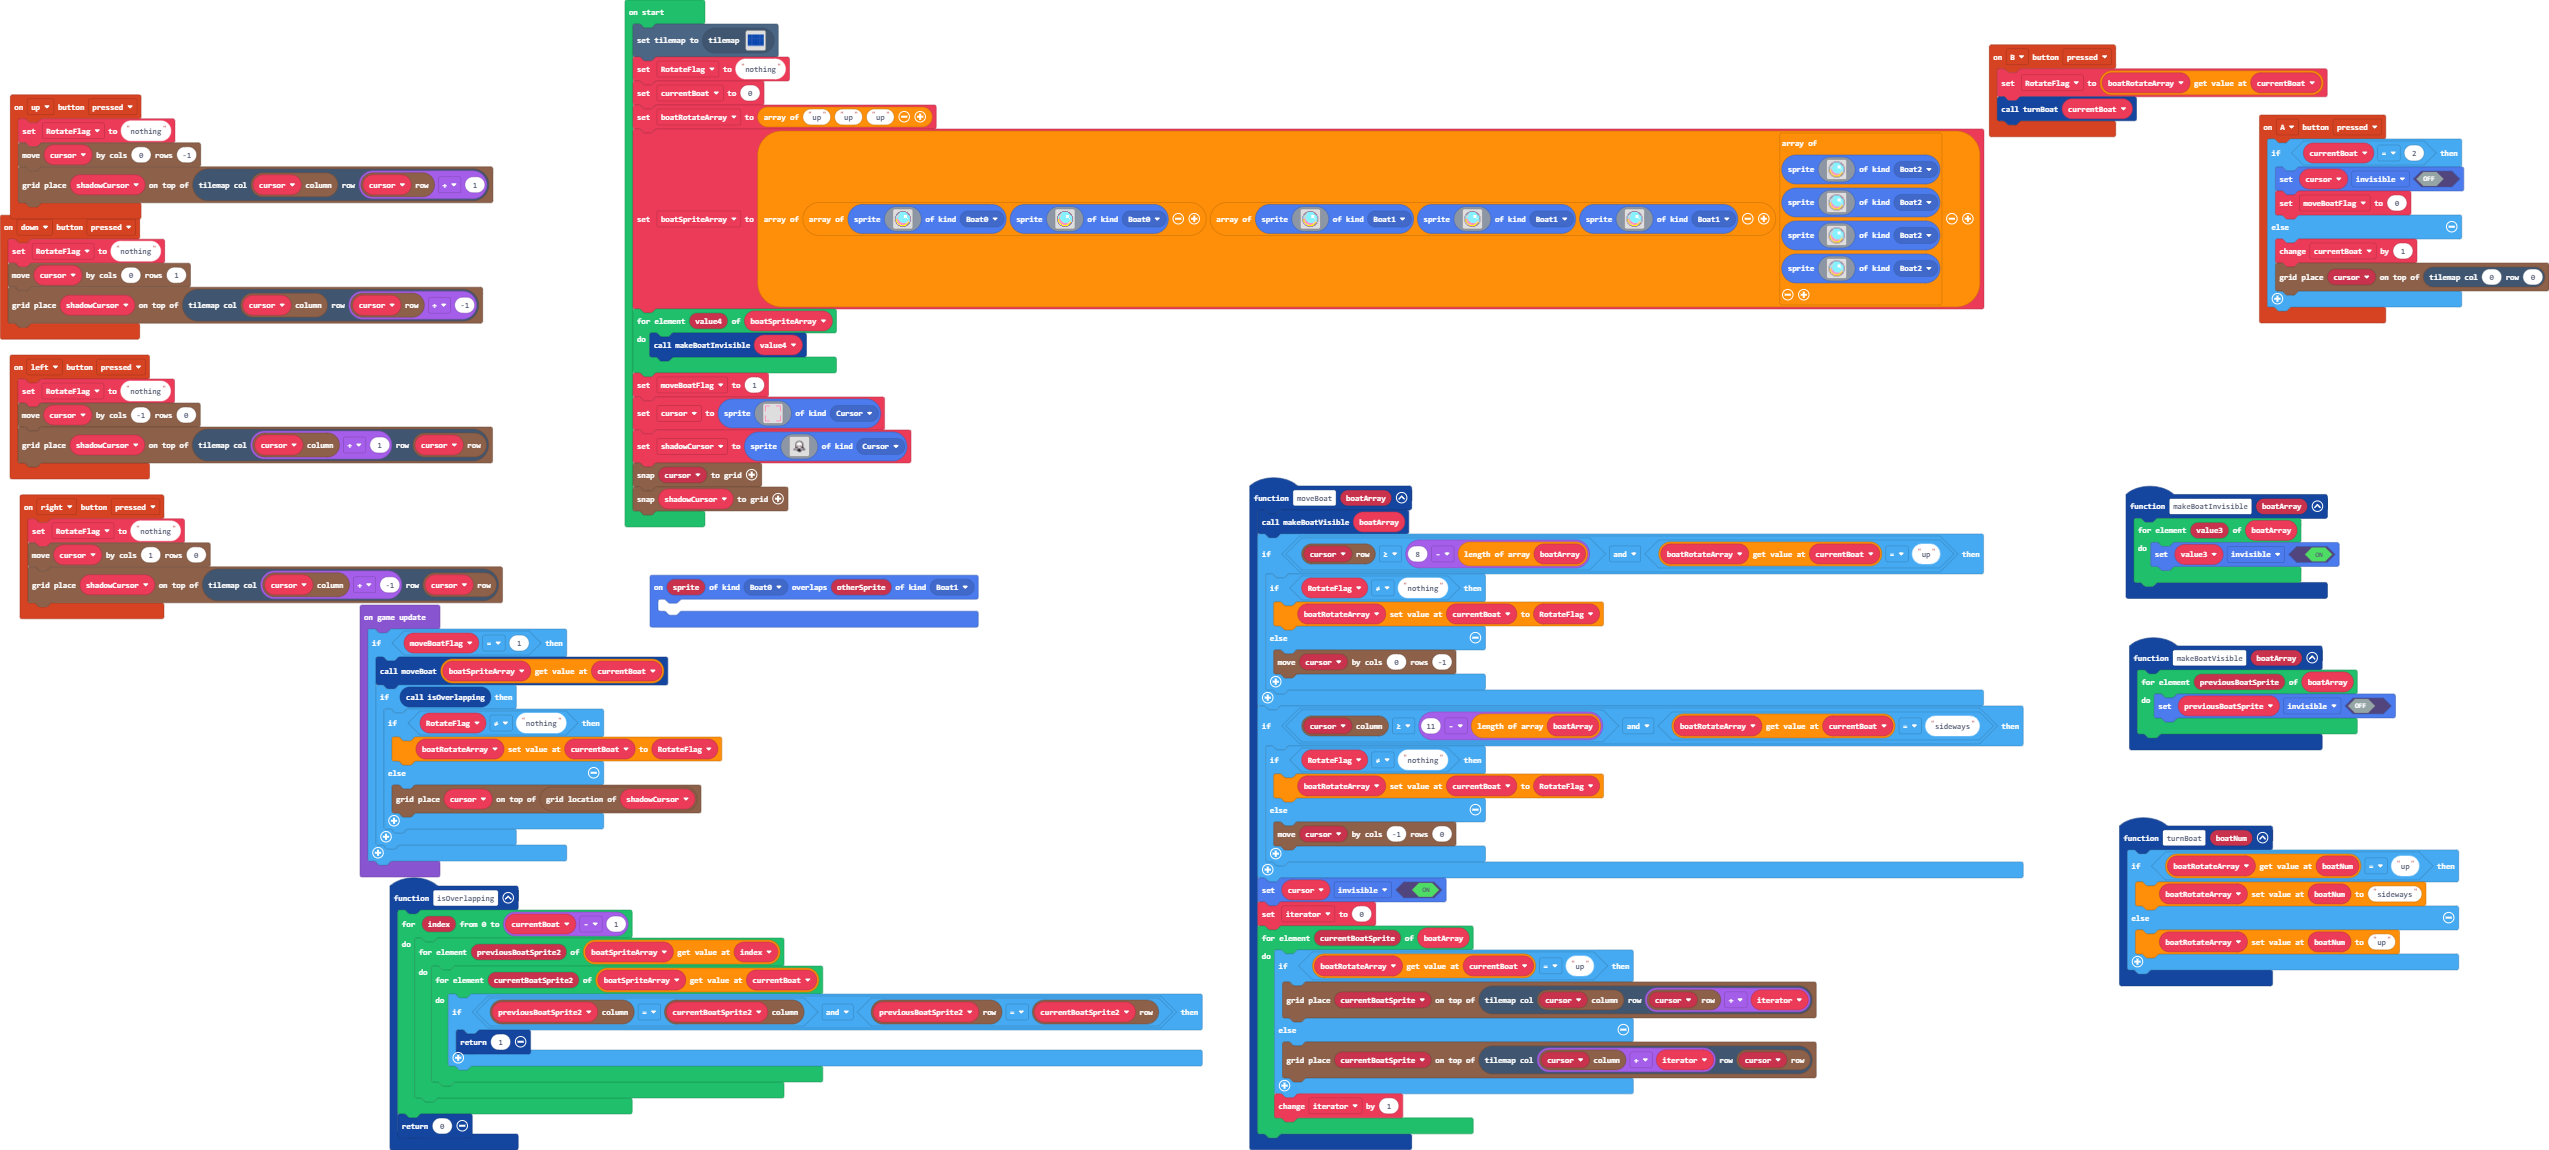 on start
set tilemap to tilemap
set RotateFlag to "nothing"
set currentBoat to 0
set boatRotateArray to array of "up" "up" "up"
set boatSpriteArray to array of array of sprite of kind Boat0 sprite of kind Boat0 array of sprite of kind Boat1 sprite of kind Boat1 sprite of kind Boat1
array of
sprite of kind Boat2
sprite of kind Boat2
sprite of kind Boat2
sprite of kind Boat2
for element value4 of boatSpriteArray
do
call makeBoatInvisible value4
set moveBoatFlag to 1
set cursor to sprite of kind Cursor
set shadowCursor to sprite of kind Cursor
snap cursor to grid
snap shadowCursor to grid
on up button pressed
set RotateFlag to "nothing"
move cursor by cols 0 rows -1
grid place shadowCursor on top of tilemap col cursor column row cursor row + 1
on down button pressed
set RotateFlag to "nothing"
move cursor by cols 0 rows 1
grid place shadowCursor on top of tilemap col cursor column row cursor row + -1
on left button pressed
set RotateFlag to "nothing"
move cursor by cols -1 rows 0
grid place shadowCursor on top of tilemap col cursor column + 1 row cursor row
on right button pressed
set RotateFlag to "nothing"
move cursor by cols 1 rows 0
grid place shadowCursor on top of tilemap col cursor column + -1 row cursor row
on B button pressed
set RotateFlag to boatRotateArray get value at currentBoat
call turnBoat currentBoat
on A button pressed
if currentBoat = 2 then
set cursor invisible OFF
set moveBoatFlag to 0
else
change currentBoat by 1
grid place cursor on top of tilemap col 0 row 0
on sprite of kind Boat0 overlaps otherSprite of kind Boat1
on game update
if moveBoatFlag = 1 then
call moveBoat boatSpriteArray get value at currentBoat
if call isOverlapping then
if RotateFlag ≠ "nothing" then
boatRotateArray set value at currentBoat to RotateFlag
else
grid place cursor on top of grid location of shadowCursor
function isOverlapping
for index from 0 to currentBoat - 1
do
for element previousBoatSprite2 of boatSpriteArray get value at index
do
for element currentBoatSprite2 of boatSpriteArray get value at currentBoat
do
if previousBoatSprite2 column = currentBoatSprite2 column and previousBoatSprite2 row = currentBoatSprite2 row then
return 1
return 0
function moveBoat boatArray
call makeBoatVisible boatArray
if cursor row ≥ 8 - length of array boatArray and boatRotateArray get value at currentBoat = "up" then
if RotateFlag ≠ "nothing" then
boatRotateArray set value at currentBoat to RotateFlag
else
move cursor by cols 0 rows -1
if cursor column ≥ 11 - length of array boatArray and boatRotateArray get value at currentBoat = "sideways" then
if RotateFlag ≠ "nothing" then
boatRotateArray set value at currentBoat to RotateFlag
else
move cursor by cols -1 rows 0
set cursor invisible ON
set iterator to 0
for element currentBoatSprite of boatArray
do
if boatRotateArray get value at currentBoat = "up" then
grid place currentBoatSprite on top of tilemap col cursor column row cursor row + iterator
else
grid place currentBoatSprite on top of tilemap col cursor column + iterator row cursor row
change iterator by 1
function makeBoatInvisible boatArray
for element value3 of boatArray
do
set value3 invisible ON
function makeBoatVisible boatArray
for element previousBoatSprite of boatArray
do
set previousBoatSprite invisible OFF
function turnBoat boatNum
if boatRotateArray get value at boatNum = "up" then
boatRotateArray set value at boatNum to "sideways"
else
boatRotateArray set value at boatNum to "up"